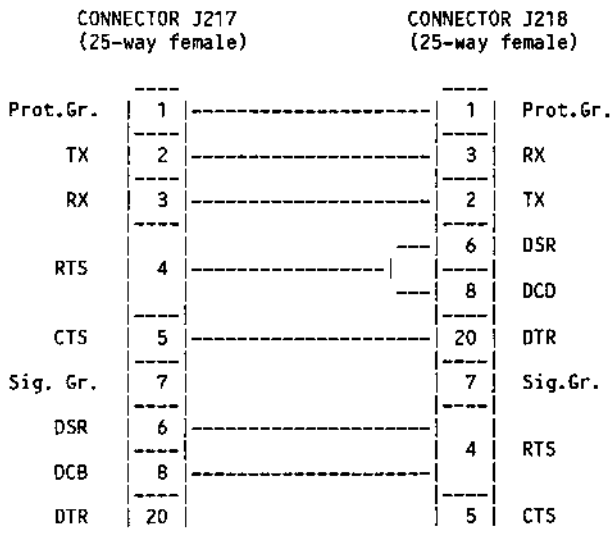 CONNECTOR J217 CONNECTOR J218
(25-way female) (25-way female)
Prot.Gr. 1 1 Prot.Gr.
TX 2 3 RX
RX 3 2 TX
6 DSR
RTS 4
8 DCD
CTS 5 20 DTR
Sig. Gr. 7 7 Sig.Gr.
DSR 6
4 RTS
DCB 8
DTR 20 5 CTS